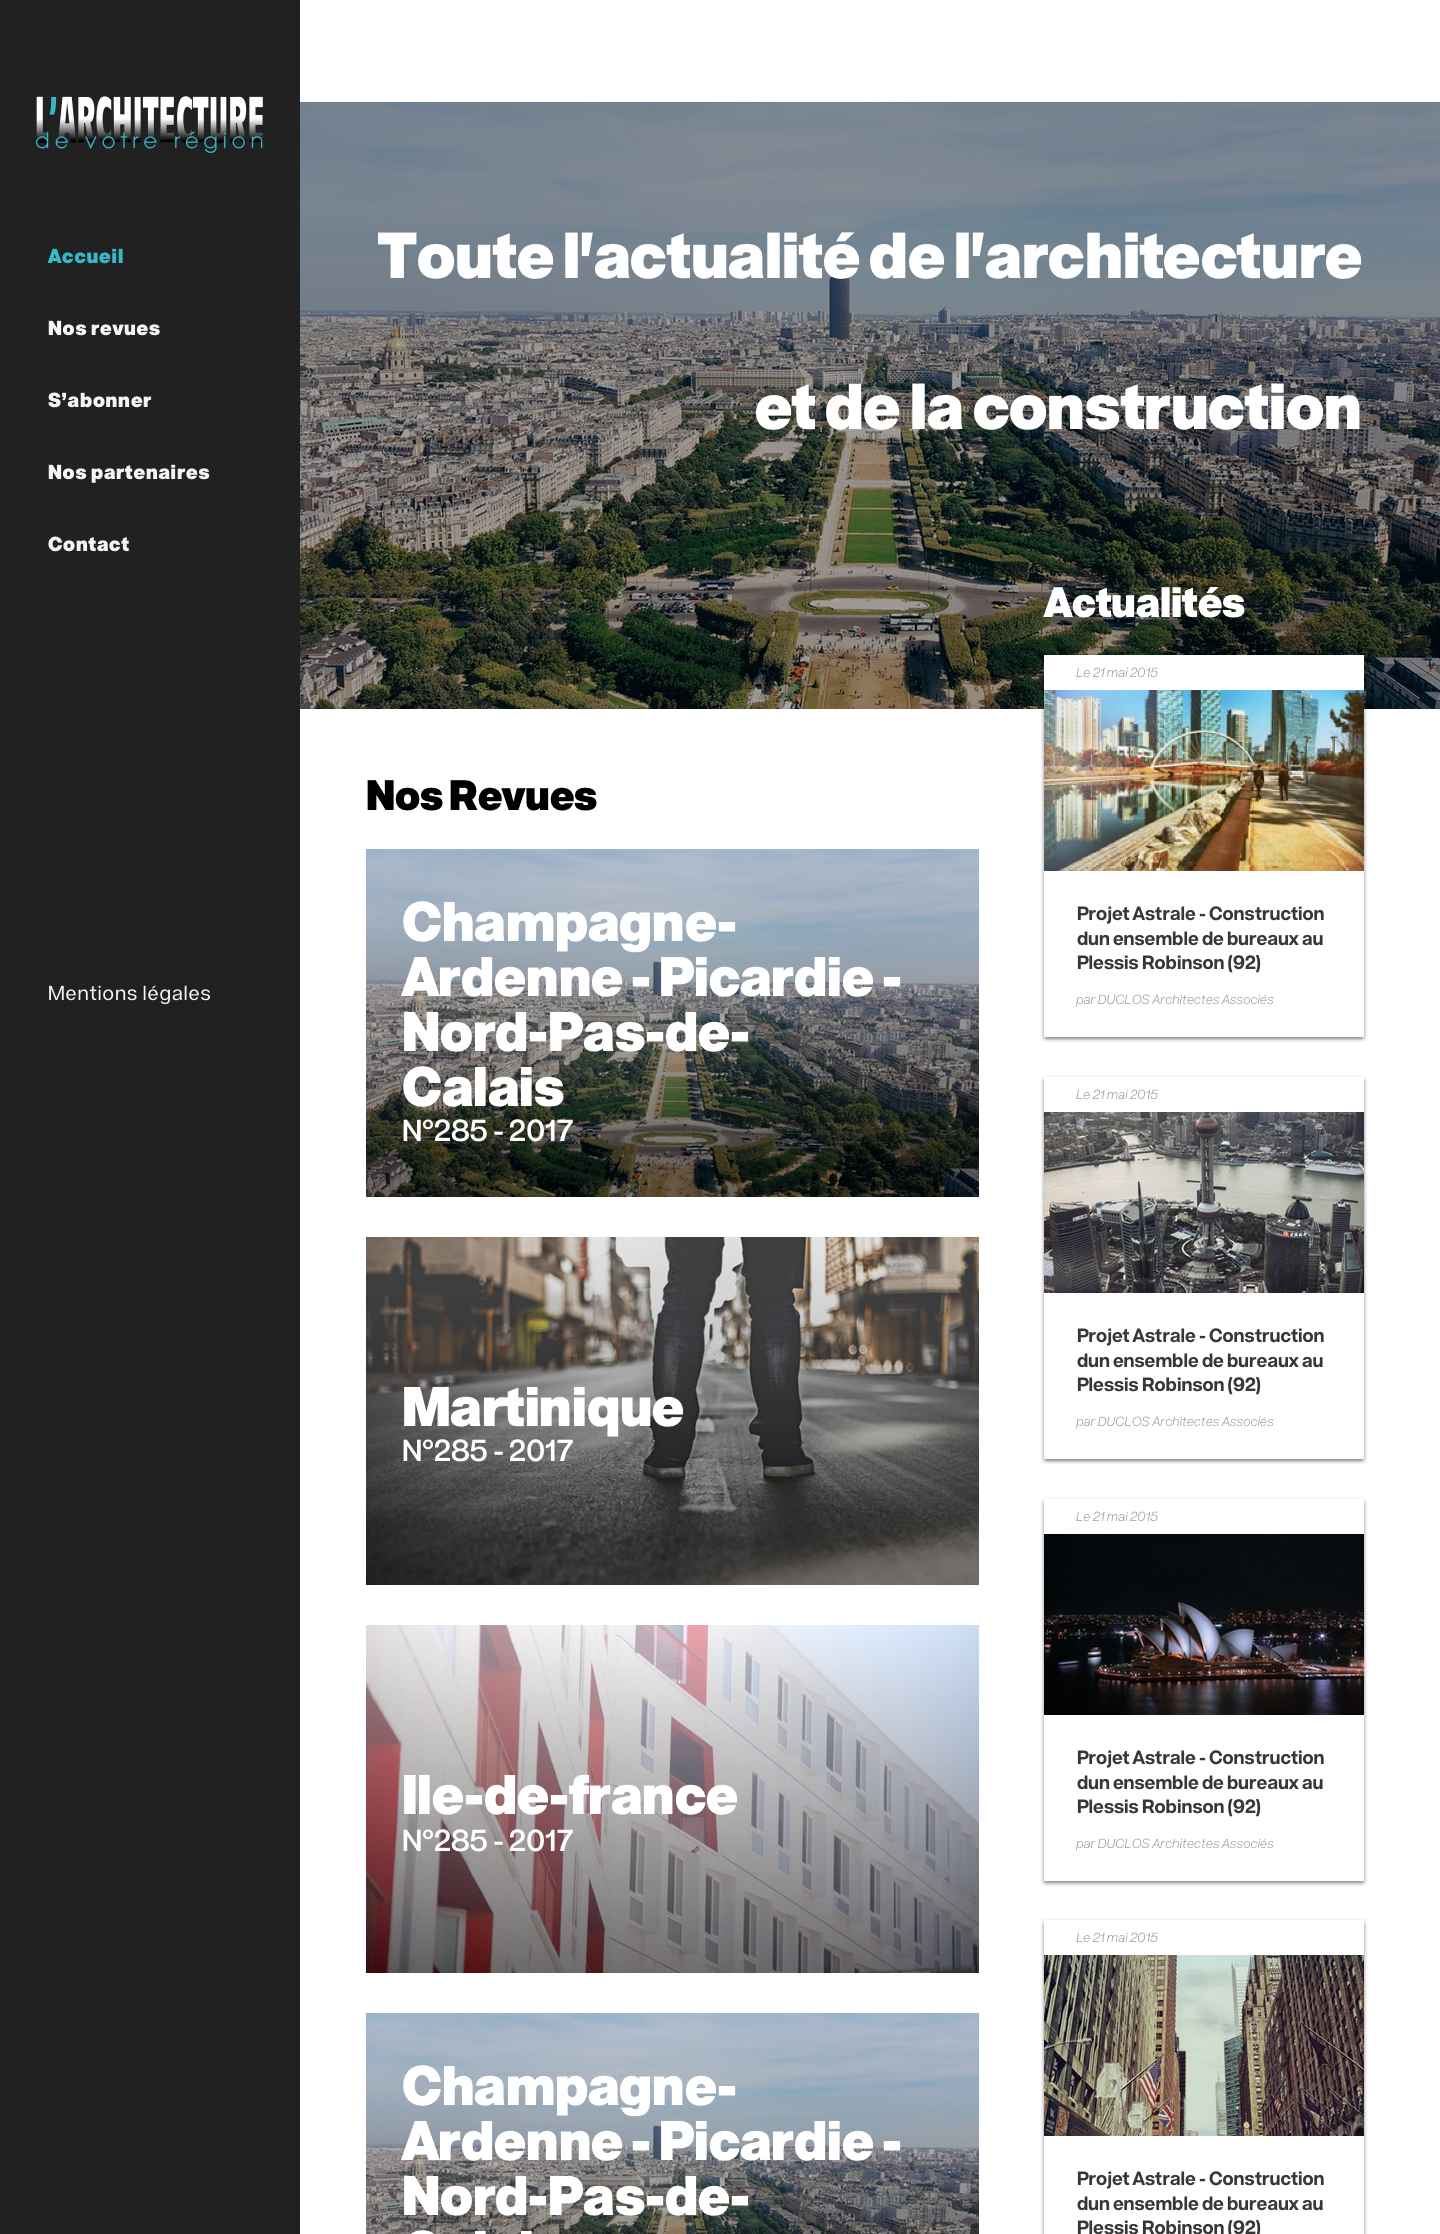 L'ARCHITECTURE
de votre région
Accueil
Nos revues
S'abonner
Nos partenaires
Contact
Mentions légales
Toute l'actualité de l'architecture
et de la construction
Nos Revues
Champagne-
Ardenne - Picardie -
Nord-Pas-de-
Calais
N°285 - 2017
Martinique
N°285 - 2017
Ile-de-france
N°285 - 2017
Champagne-
Ardenne - Picardie -
Nord-Pas-de-
Actualités
Le 21 mai 2015
Projet Astrale - Construction
dun ensemble de bureaux au
Plessis Robinson (92)
par DUCLOS Architectes Associés
Le 21 mai 2015
Projet Astrale - Construction
dun ensemble de bureaux au
Plessis Robinson (92)
par DUCLOS Architectes Associés
Le 21 mai 2015
Projet Astrale - Construction
dun ensemble de bureaux au
Plessis Robinson (92)
par DUCLOS Architectes Associés
Le 21 mai 2015
Projet Astrale - Construction
dun ensemble de bureaux au
Plessis Robinson (92)